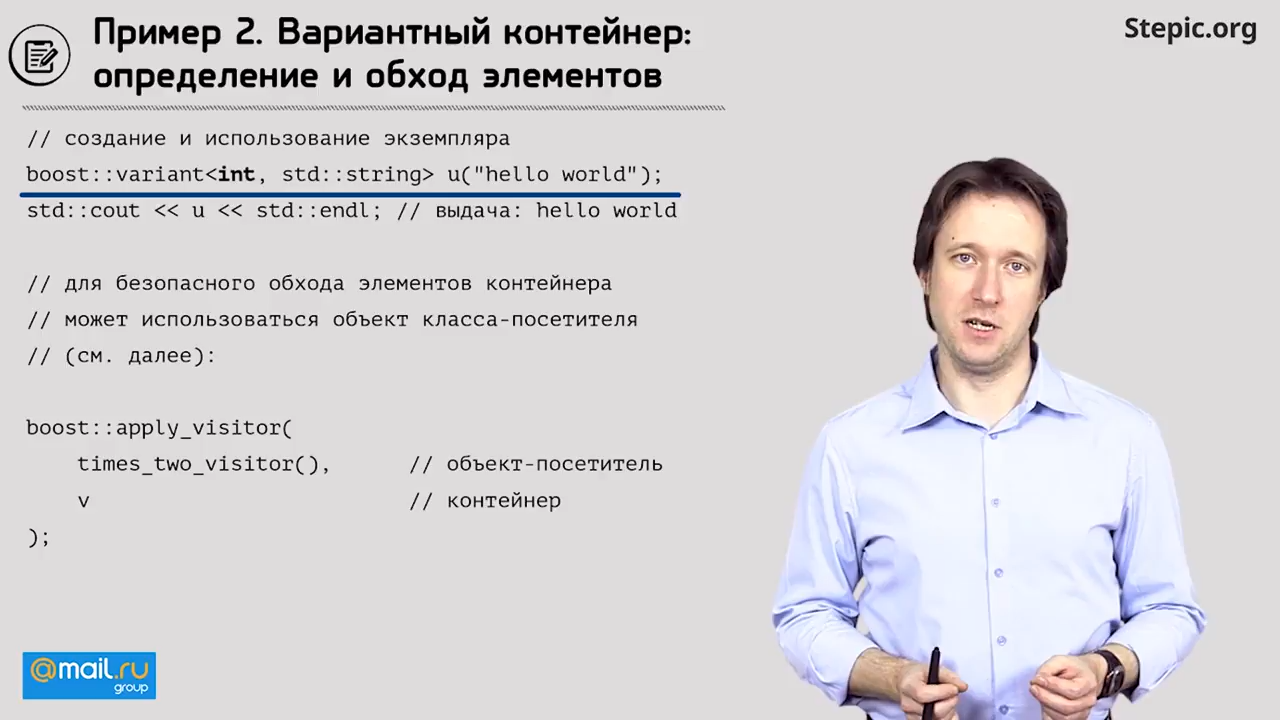 Пример 2. Вариантный контейнер:
определение и обход элементов
Stepic.org
// создание и использование экземпляра
boost::variant<int, std::string> u("hello world");
std::cout << u << std::endl; // выдача: hello world
// для безопасного обхода элементов контейнера
// может использоваться объект класса-посетителя
// (см. далее):
boost::apply_visitor(
times_two_visitor(), // объект-посетитель
v // контейнер
);
@mail.ru
group